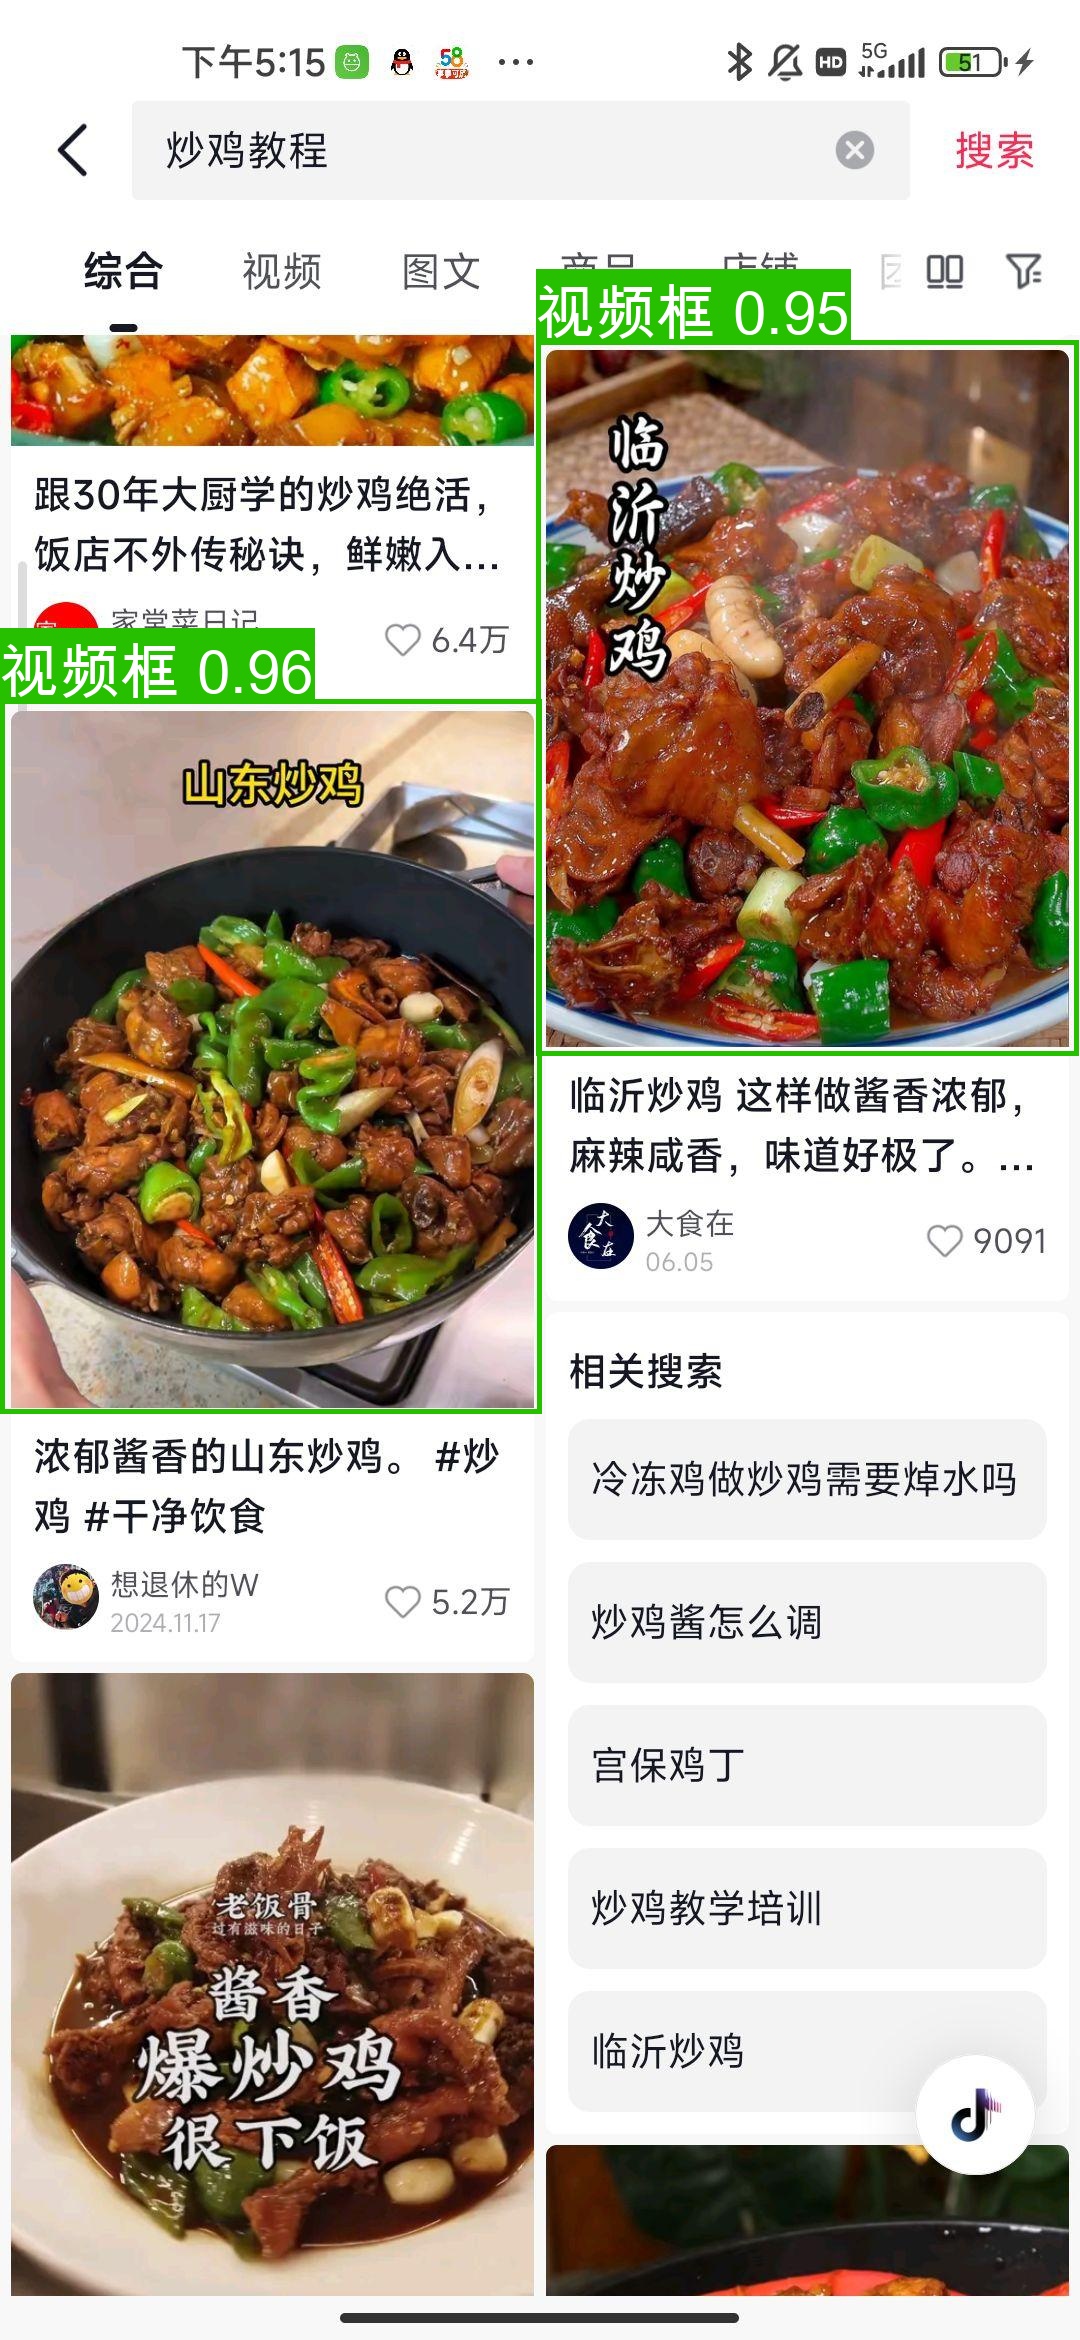 下午5:15
58
HD
5G
51
炒鸡教程
搜索
综合
视频
图文
商品
店铺
视频框 0.95
临沂炒鸡
跟30年大厨学的炒鸡绝活，
饭店不外传秘诀，鲜嫩入...
家常菜日记
6.4万
视频框 0.96
山东炒鸡
浓郁酱香的山东炒鸡。 #炒
鸡 #干净饮食
想退休的W
2024.11.17
5.2万
老饭骨
过有滋味的日子
酱香
爆炒鸡
很下饭
临沂炒鸡 这样做酱香浓郁，
麻辣咸香，味道好极了。...
大食在
大食在
06.05
9091
相关搜索
冷冻鸡做炒鸡需要焯水吗
炒鸡酱怎么调
宫保鸡丁
炒鸡教学培训
临沂炒鸡